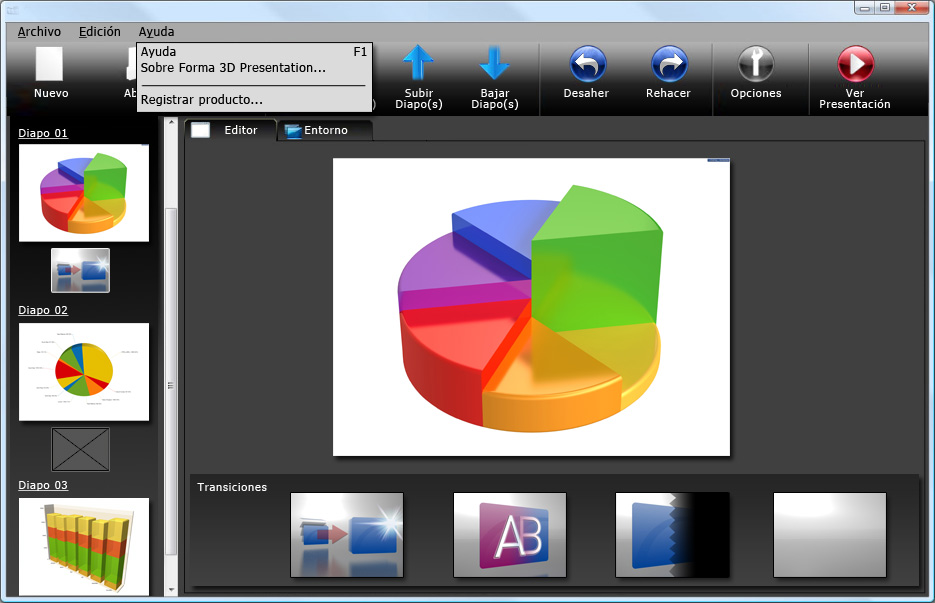 Archivo Edición Ayuda
Ayuda F1
Sobre Forma 3D Presentation...
Registrar producto...
Nuevo
Subir
Diapo(s)
Bajar
Diapo(s)
Desaher
Rehacer
Opciones
Ver
Presentación
Diapo 01
Diapo 02
Diapo 03
Editor
Entorno
Transiciones
AB